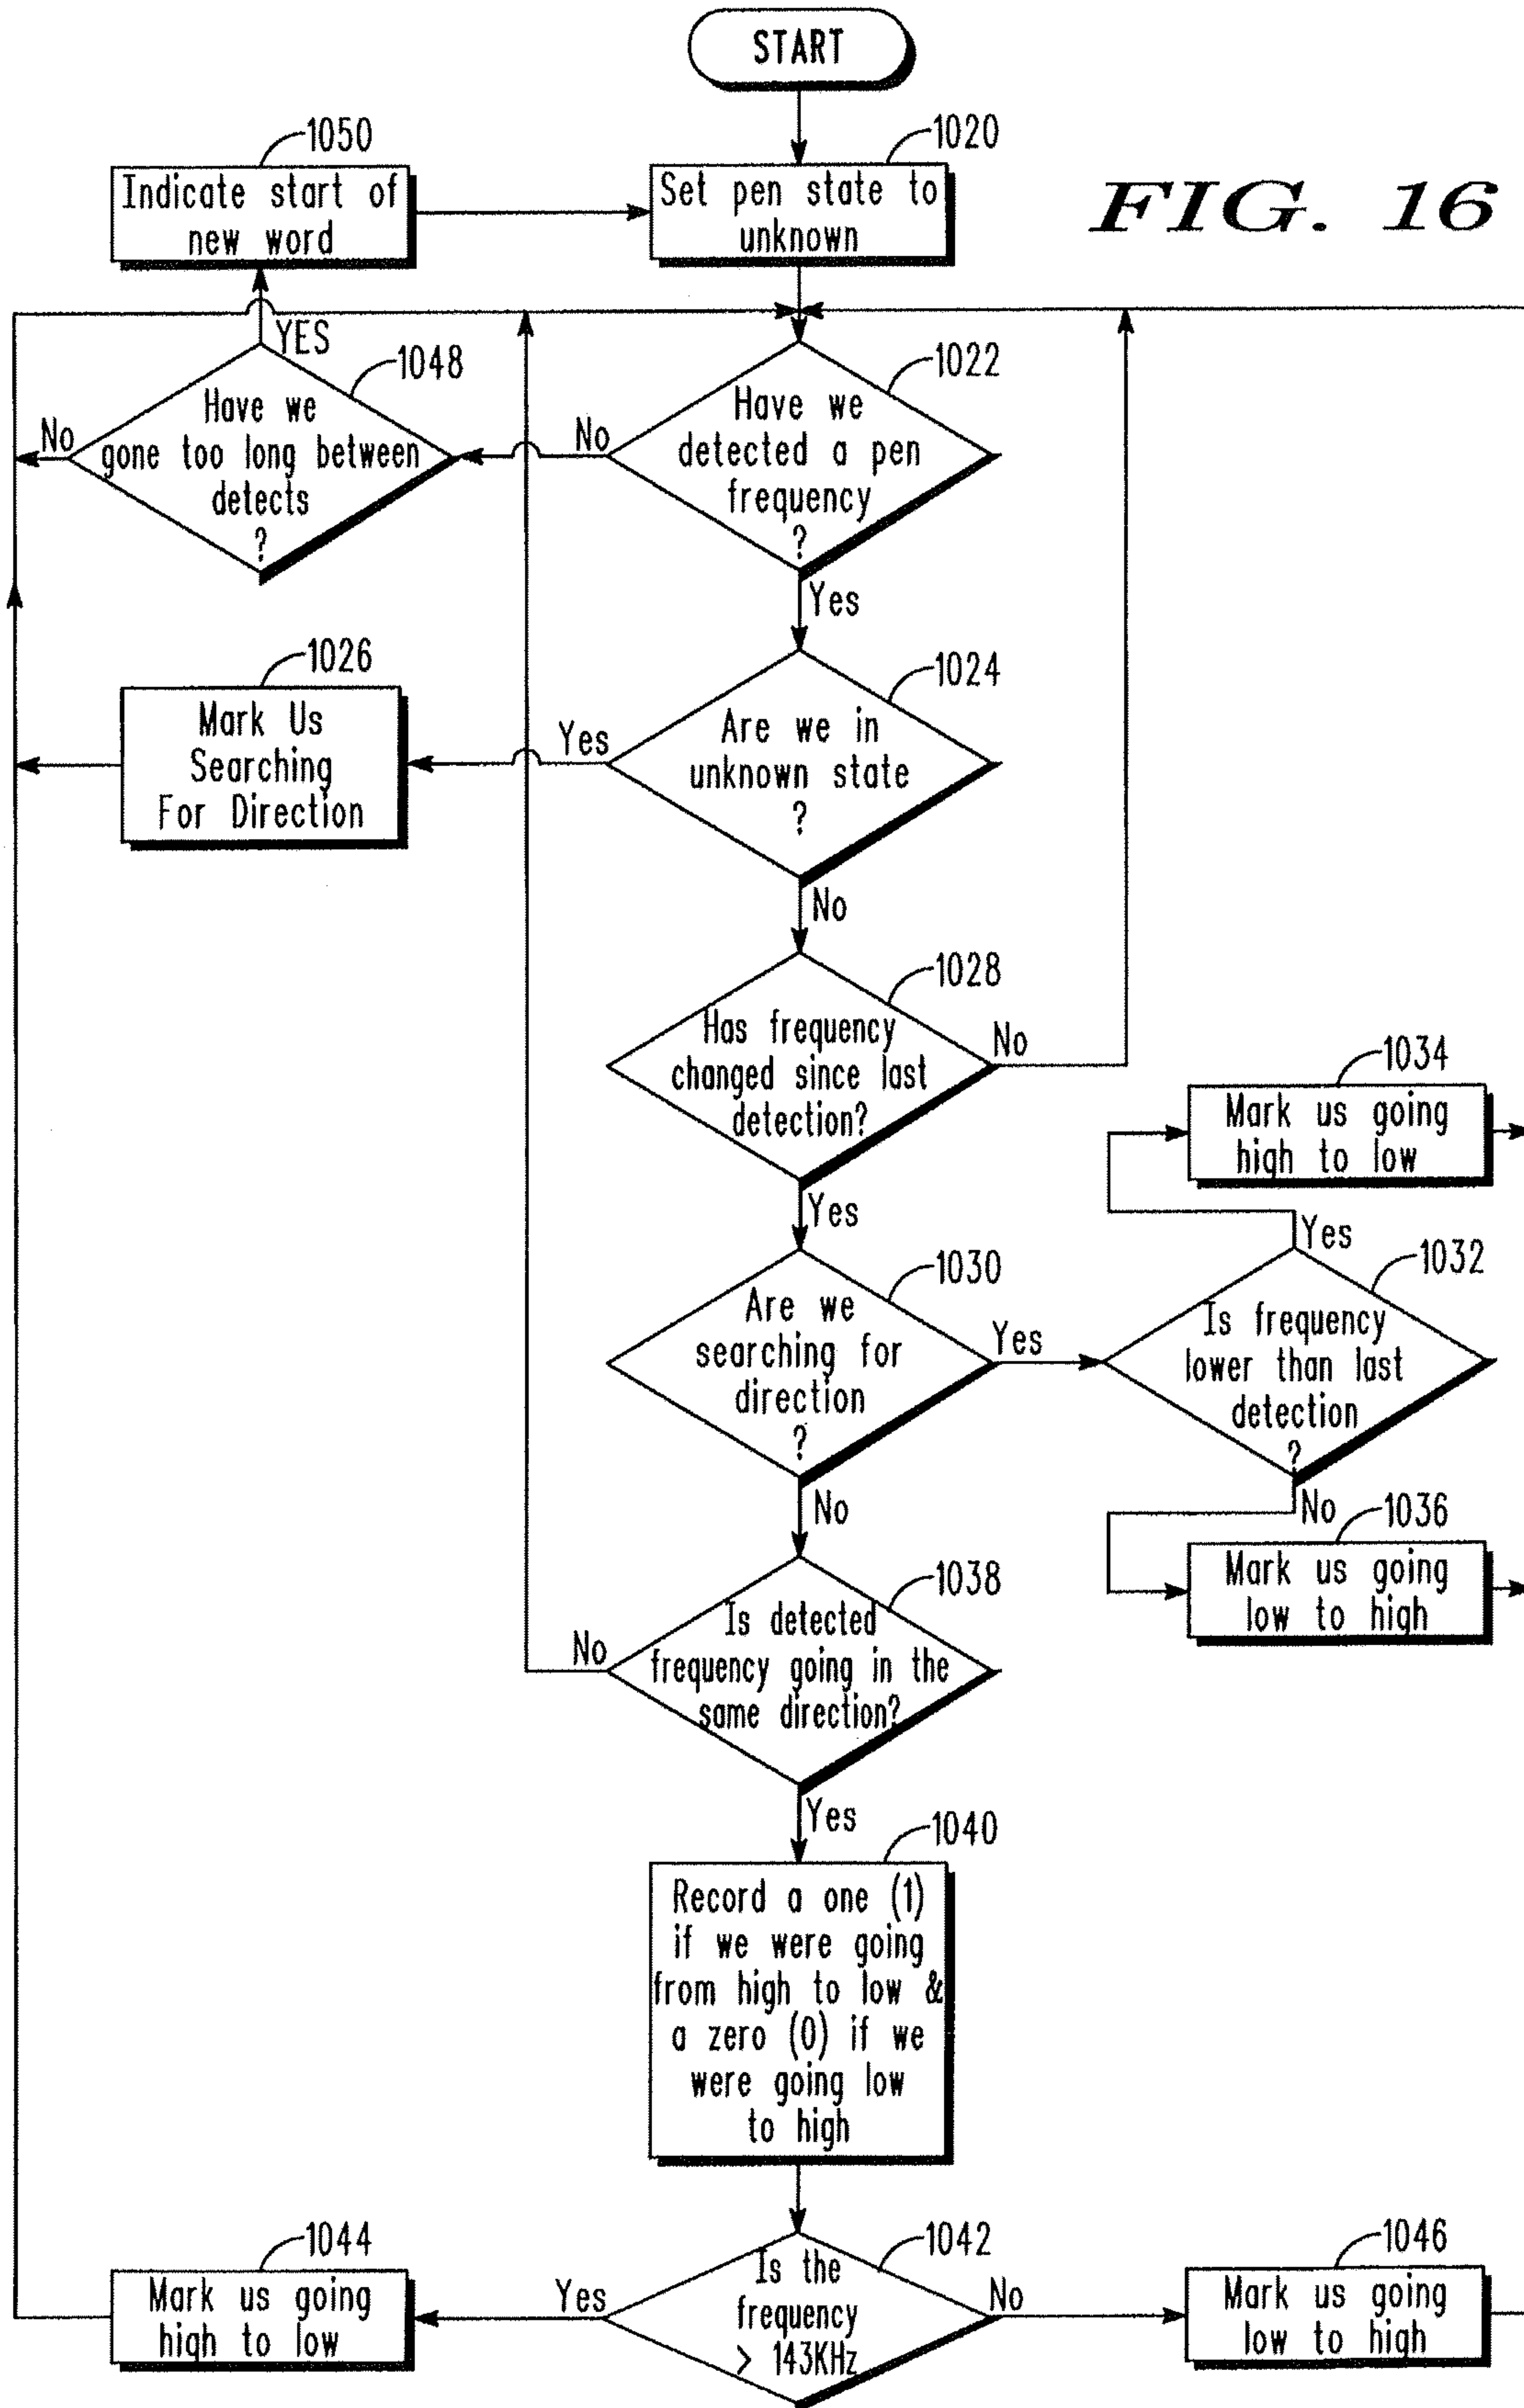 START
1050
Indicate start of
new word
1020
Set pen state to
unknown
FIG. 16
YES
1048
Have we
gone too long between
detects
?
No
1022
Have we
detected a pen
frequency
?
No
Yes
1026
Mark Us
Searching
For Direction
1024
Are we in
unknown state
?
Yes
No
1028
Has frequency
changed since last
detection?
No
Yes
1034
Mark us going
high to low
1030
Are we
searching for
direction
?
Yes
No
Yes
1032
Is frequency
lower than last
detection
?
No
1036
Mark us going
low to high
1038
Is detected
frequency going in the
same direction?
No
Yes
1040
Record a one (1)
if we were going
from high to low &
a zero (0) if we
were going low
to high
1044
Mark us going
high to low
1042
Is the
frequency
> 143KHz
Yes
No
1046
Mark us going
low to high